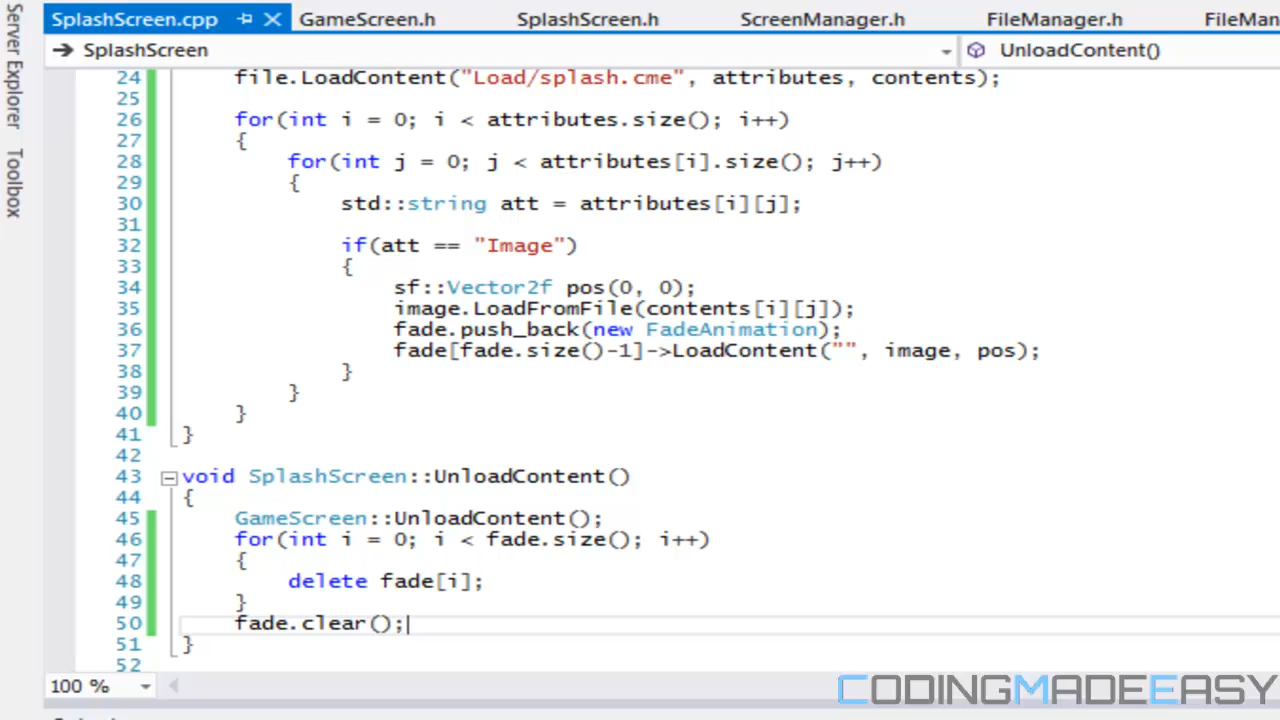 SplashScreen.cpp GameScreen.h SplashScreen.h ScreenManager.h FileManager.h FileMan
Server Explorer
Toolbox
SplashScreen UnloadContent()
24 file.LoadContent("Load/splash.cme", attributes, contents);
25
26 for(int i = 0; i < attributes.size(); i++)
27 {
28 for(int j = 0; j < attributes[i].size(); j++)
29 {
30 std::string att = attributes[i][j];
31
32 if(att == "Image")
33 {
34 sf::Vector2f pos(0, 0);
35 image.LoadFromFile(contents[i][j]);
36 fade.push_back(new FadeAnimation);
37 fade[fade.size()-1]->LoadContent("", image, pos);
38 }
39 }
40 }
41 }
42
43 void SplashScreen::UnloadContent()
44 {
45 GameScreen::UnloadContent();
46 for(int i = 0; i < fade.size(); i++)
47 {
48 delete fade[i];
49 }
50 fade.clear();
51 }
52
100 %
CODINGMADEEASY